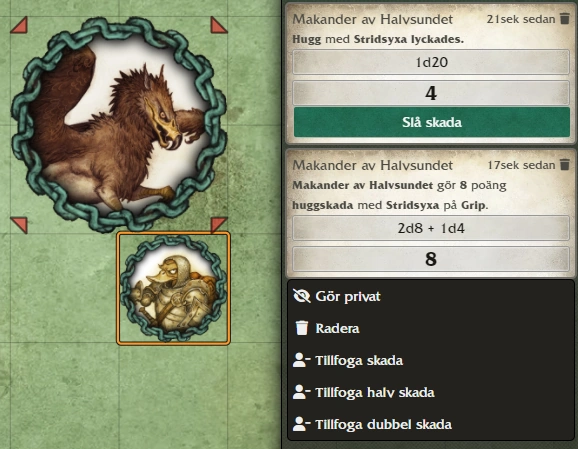 Makander av Halvsundet 21sek sedan
Hugg med Stridsyxa lyckades.
1d20
4
Slå skada
Makander av Halvsundet 17sek sedan
Makander av Halvsundet gör 8 poäng
huggskada med Stridsyxa på Grip.
2d8 + 1d4
8
Gör privat
Radera
Tillfoga skada
Tillfoga halv skada
Tillfoga dubbel skada